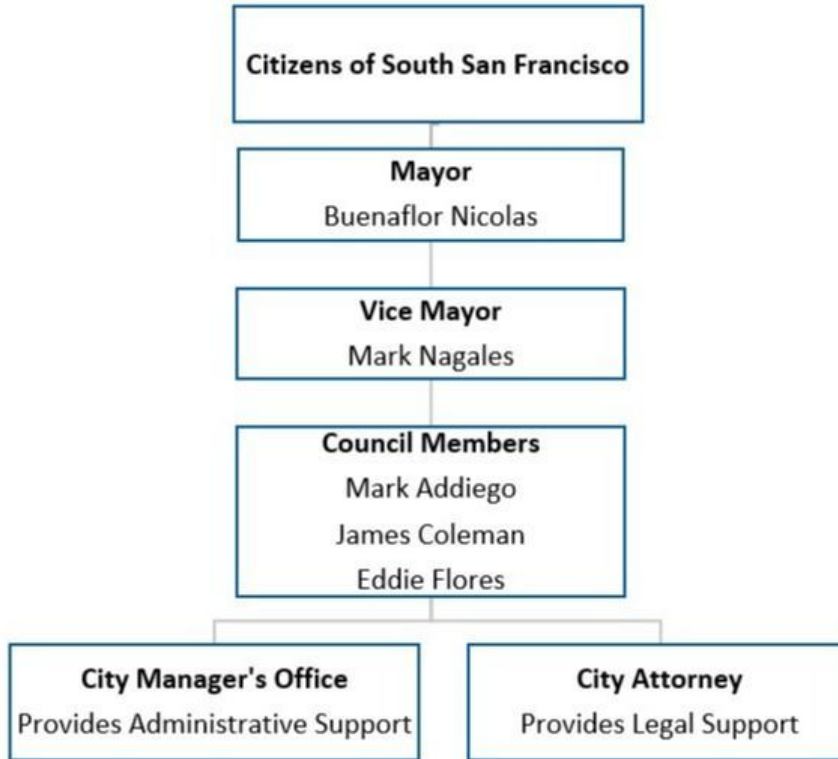 Citizens of South San Francisco
Mayor
Buenaflor Nicolas
Vice Mayor
Mark Nagales
Council Members
Mark Addiego
James Coleman
Eddie Flores
City Manager's Office
Provides Administrative Support
City Attorney
Provides Legal Support